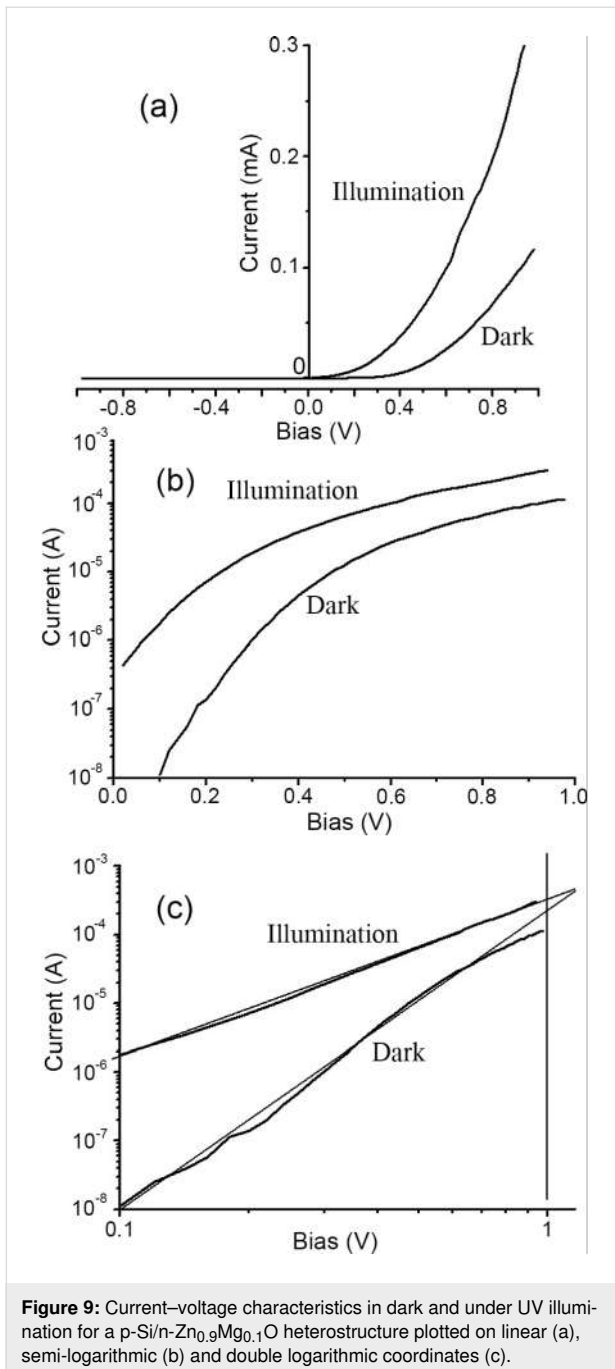 (a)
0.3
0.2
0.1
0
Current (mA)
Illumination
Dark
-0.8
-0.4
0.0
0.4
0.8
Bias (V)
(b)
10⁻³
10⁻⁴
10⁻⁵
10⁻⁶
10⁻⁷
10⁻⁸
Current (A)
Illumination
Dark
0.0
0.2
0.4
0.6
0.8
1.0
Bias (V)
(c)
10⁻³
10⁻⁴
10⁻⁵
10⁻⁶
10⁻⁷
10⁻⁸
Current (A)
Illumination
Dark
0.1
1
Bias (V)
Figure 9: Current–voltage characteristics in dark and under UV illumi-
nation for a p-Si/n-Zn₀.₉Mg₀.₁O heterostructure plotted on linear (a),
semi-logarithmic (b) and double logarithmic coordinates (c).